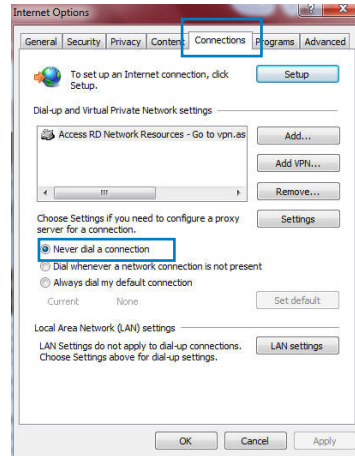 Internet Options
General Security Privacy Content Connections Programs Advanced
To set up an Internet connection, click
Setup.
Setup
Dial-up and Virtual Private Network settings
Access RD Network Resources - Go to vpn.as
Add...
Add VPN...
Remove...
Choose Settings if you need to configure a proxy
server for a connection.
Settings
Never dial a connection
Dial whenever a network connection is not present
Always dial my default connection
Current None
Set default
Local Area Network (LAN) settings
LAN Settings do not apply to dial-up connections.
Choose Settings above for dial-up settings.
LAN settings
OK Cancel Apply